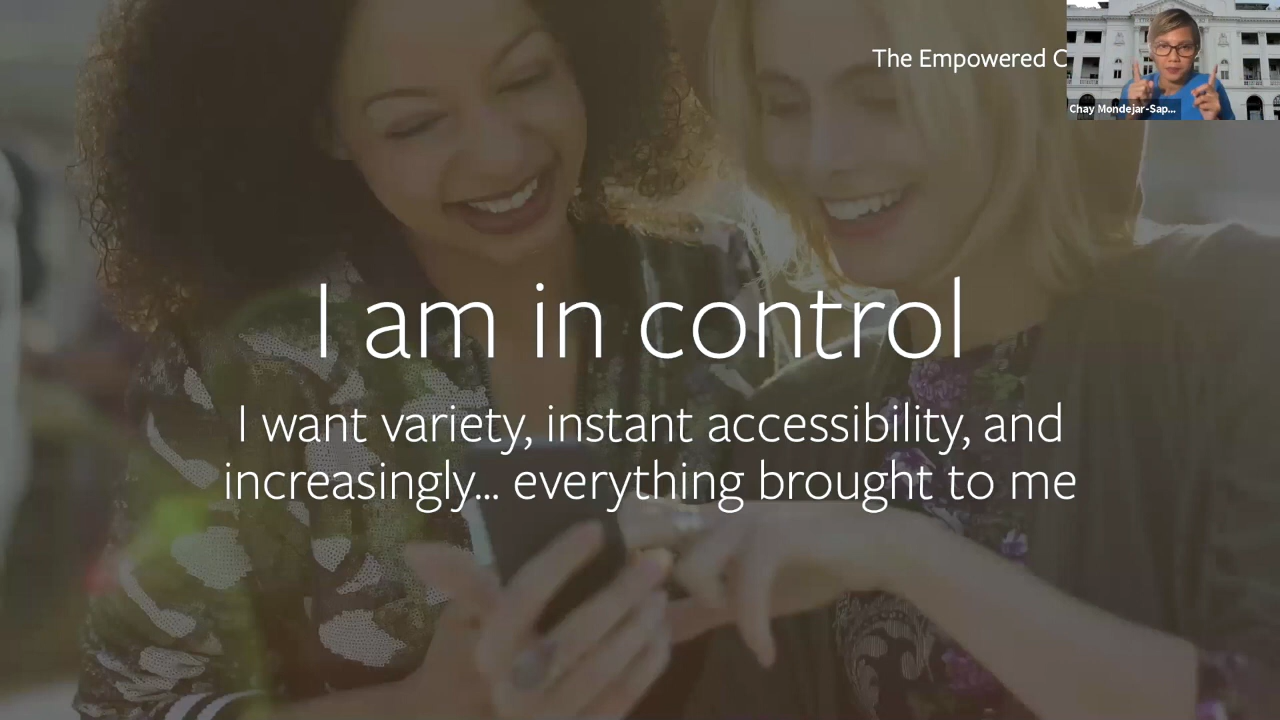 The Empowered
Chay Mondejar-Sap...
I am in control
I want variety, instant accessibility, and
increasingly... everything brought to me